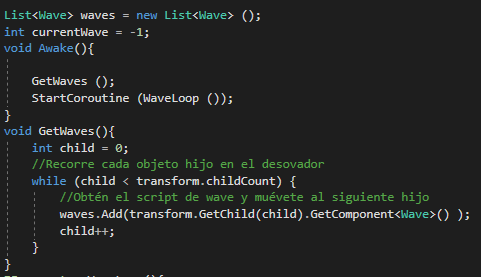 List<Wave> waves = new List<Wave> ();
int currentWave = -1;
void Awake(){
GetWaves ();
StartCoroutine (WaveLoop ());
}
void GetWaves(){
int child = 0;
//Recorre cada objeto hijo en el desovador
while (child < transform.childCount) {
//Obtén el script de wave y muévete al siguiente hijo
waves.Add(transform.GetChild(child).GetComponent<Wave>() );
child++;
}
}